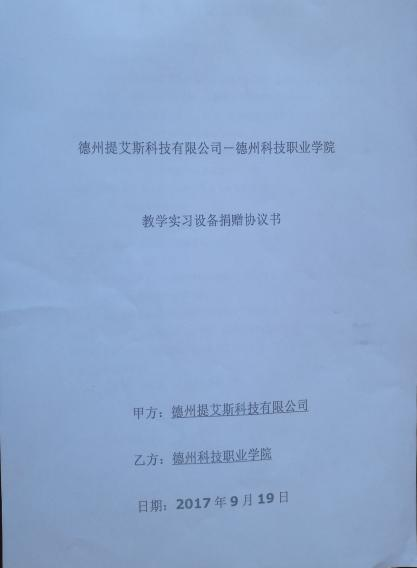 德州提艾斯科技有限公司－德州科技职业学院
教学实习设备捐赠协议书
甲方：德州提艾斯科技有限公司
乙方：德州科技职业学院
日期：2017年9月19日